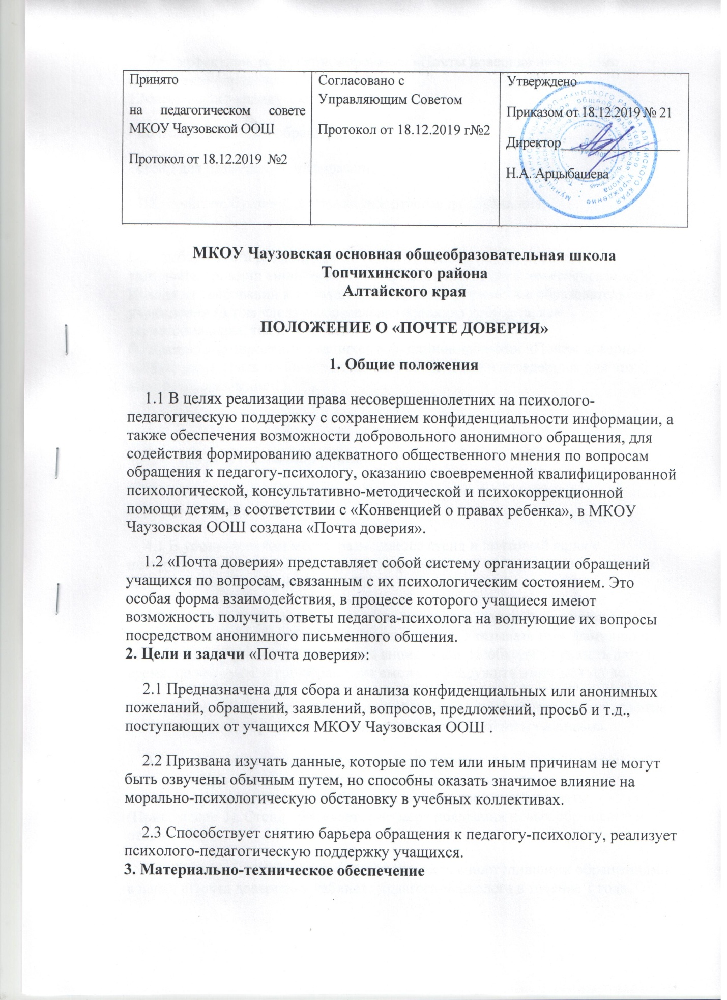 Принято
на педагогическом совете
МКОУ Чаузовской ООШ
Протокол от 18.12.2019 №2
Согласовано с
Управляющим Советом
Протокол от 18.12.2019 г№2
Утверждено
Приказом от 18.12.2019 № 21
Директор
Н.А. Арцыбашева
МКОУ Чаузовская основная общеобразовательная школа
Топчихинского района
Алтайского края
ПОЛОЖЕНИЕ О «ПОЧТЕ ДОВЕРИЯ»
1. Общие положения
1.1 В целях реализации права несовершеннолетних на психолого-
педагогическую поддержку с сохранением конфиденциальности информации, а
также обеспечения возможности добровольного анонимного обращения, для
содействия формированию адекватного общественного мнения по вопросам
обращения к педагогу-психологу, оказанию своевременной квалифицированной
психологической, консультативно-методической и психокоррекционной
помощи детям, в соответствии с «Конвенцией о правах ребенка», в МКОУ
Чаузовская ООШ создана «Почта доверия».
1.2 «Почта доверия» представляет собой систему организации обращений
учащихся по вопросам, связанным с их психологическим состоянием. Это
особая форма взаимодействия, в процессе которого учащиеся имеют
возможность получить ответы педагога-психолога на волнующие их вопросы
посредством анонимного письменного общения.
2. Цели и задачи «Почта доверия»:
2.1 Предназначена для сбора и анализа конфиденциальных или анонимных
пожеланий, обращений, заявлений, вопросов, предложений, просьб и т.д.,
поступающих от учащихся МКОУ Чаузовская ООШ .
2.2 Призвана изучать данные, которые по тем или иным причинам не могут
быть озвучены обычным путем, но способны оказать значимое влияние на
морально-психологическую обстановку в учебных коллективах.
2.3 Способствует снятию барьера обращения к педагогу-психологу, реализует
психолого-педагогическую поддержку учащихся.
3. Материально-техническое обеспечение